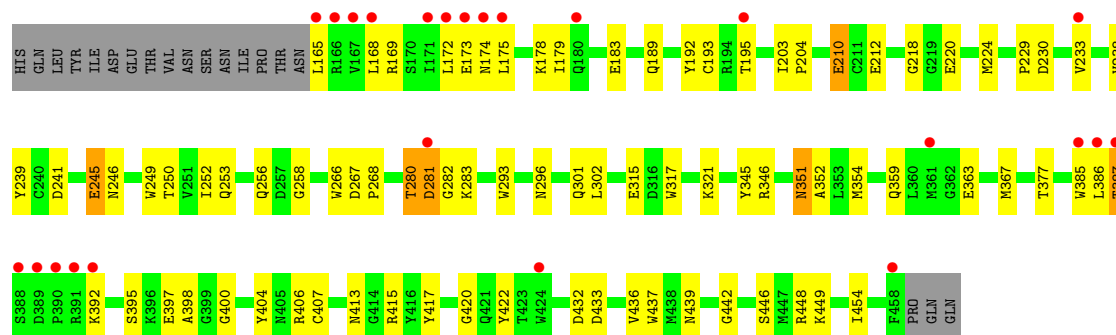 HIS GLN LEU TYR ILE ASP GLU THR VAL ASN SER ASN ILE PRO THR ASN L165 R166 V167 L168 R169 S170 I171 L172 E173 N174 L175 K178 I179 Q180 E183 Q189 Y192 C193 R194 T195 I203 P204 E210 C211 E212 G218 G219 E220 M224 P229 D230 V233
Y239 C240 D241 E245 N246 W249 T250 V251 I252 Q253 Q256 D257 G258 W266 D267 P268 T280 D281 G282 K283 W293 N296 Q301 L302 E315 D316 W317 K321 Y345 R346 N351 A352 L353 M354 Q359 L360 M361 G362 E363 M367 T377 W385 L386
S388 D389 P390 R391 K392 S395 K396 E397 A398 G399 G400 Y404 N405 R406 C407 N413 G414 R415 Y416 Y417 G420 Q421 Y422 T423 W424 D432 D433 V436 W437 M438 N439 G442 S446 M447 R448 K449 I454 F458 PRO GLN GLN